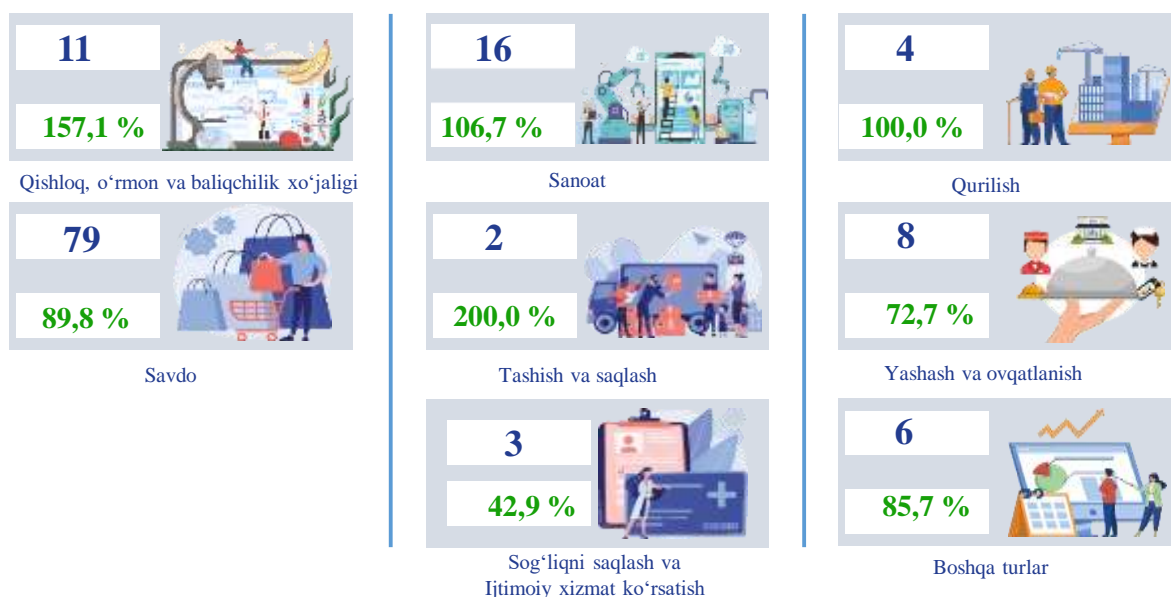 11
157,1 %
Qishloq, o‘rmon va baliqchilik xo‘jaligi
16
106,7 %
Sanoat
4
100,0 %
Qurilish
79
89,8 %
Savdo
2
200,0 %
Tashish va saqlash
8
72,7 %
Yashash va ovqatlanish
3
42,9 %
Sog‘liqni saqlash va
Ijtimoiy xizmat ko‘rsatish
6
85,7 %
Boshqa turlar